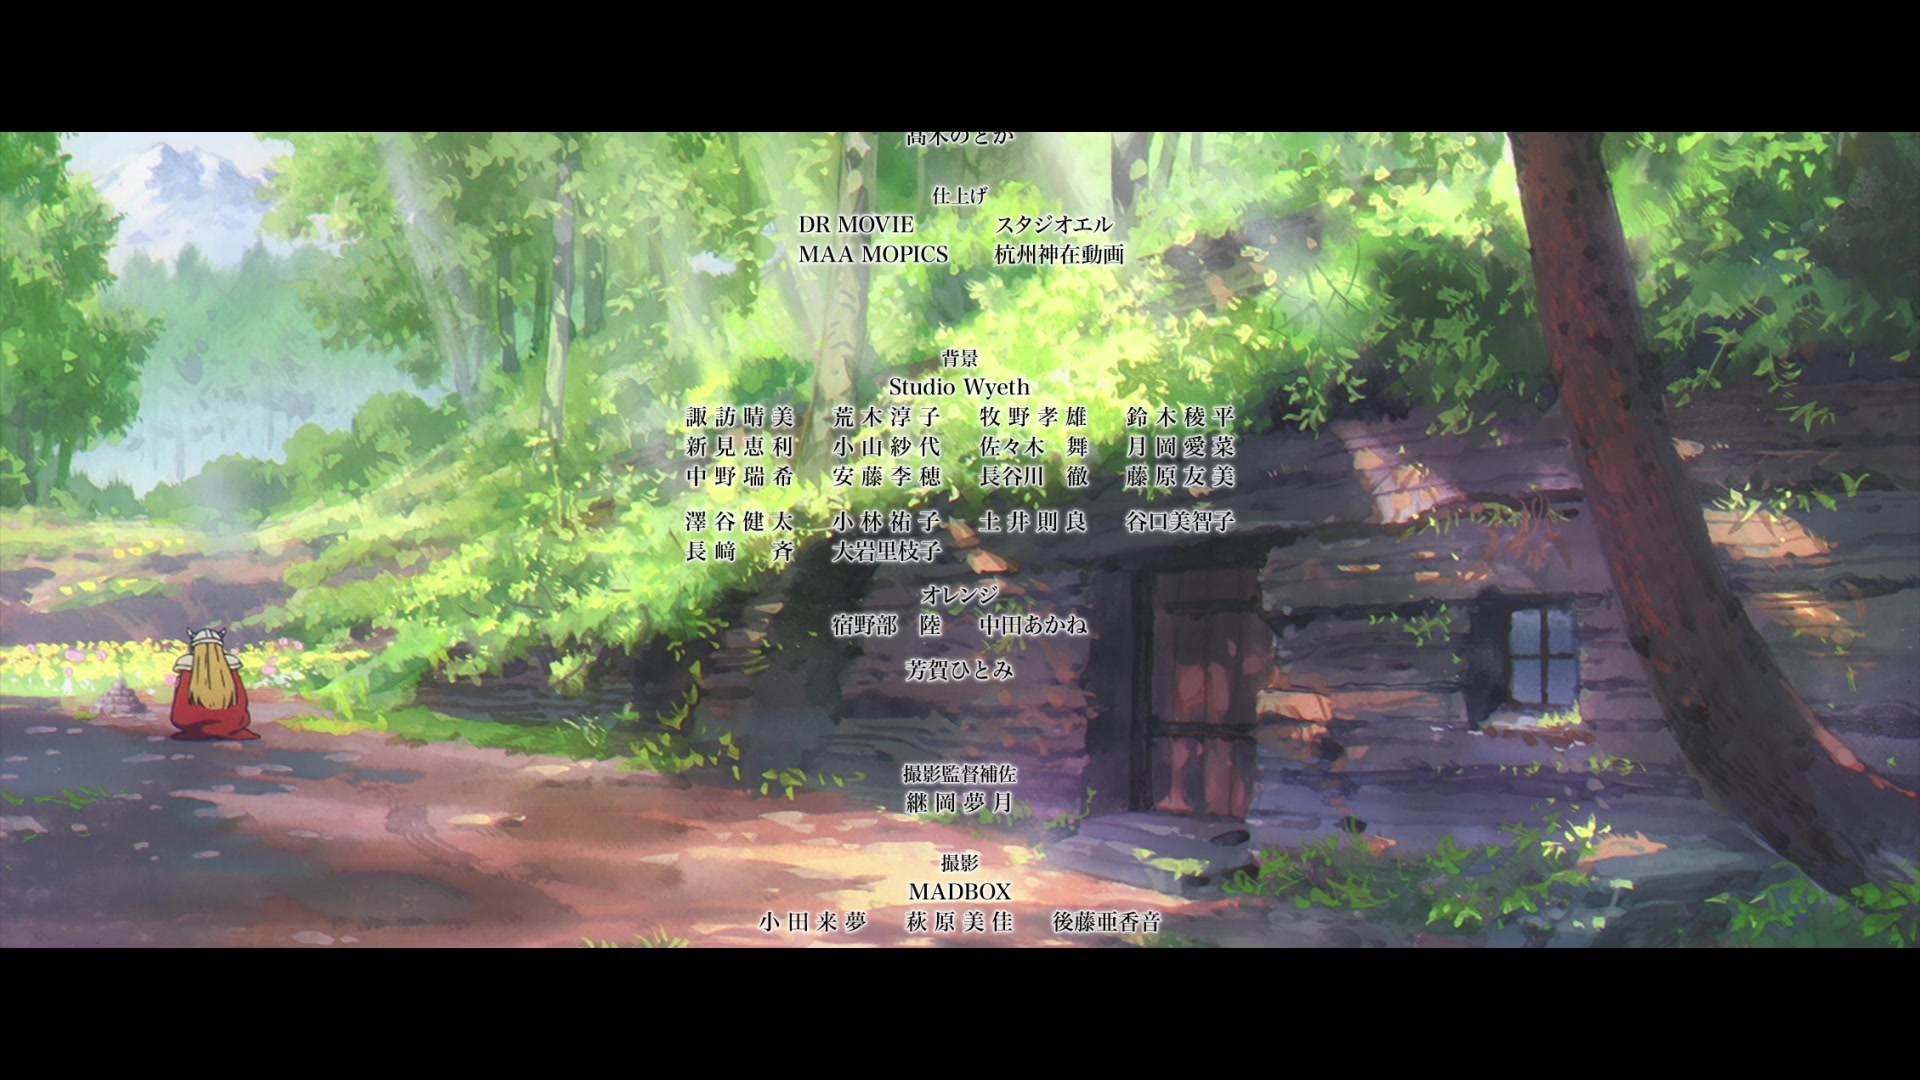 高木のどか
仕上げ
DR MOVIE　スタジオエル
MAA MOPICS　杭州神在動画
背景
Studio Wyeth
諏訪晴美　荒木淳子　牧野孝雄　鈴木稜平
新見恵利　小山紗代　佐々木　舞　月岡愛菜
中野瑞希　安藤李穂　長谷川　徹　藤原友美
澤谷健太　小林祐子　土井則良　谷口美智子
長﨑　斉　大岩里枝子
オレンジ
宿野部　陸　中田あかね
芳賀ひとみ
撮影監督補佐
継岡夢月
撮影
MADBOX
小田来夢　萩原美佳　後藤亜香音